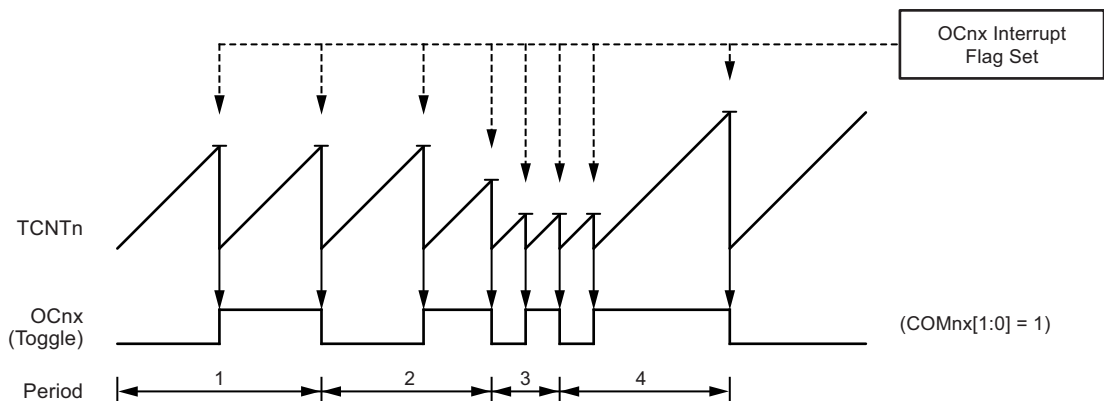 OCnx Interrupt
Flag Set
TCNTn
OCnx
(Toggle)
(COMnx[1:0] = 1)
Period
1
2
3
4